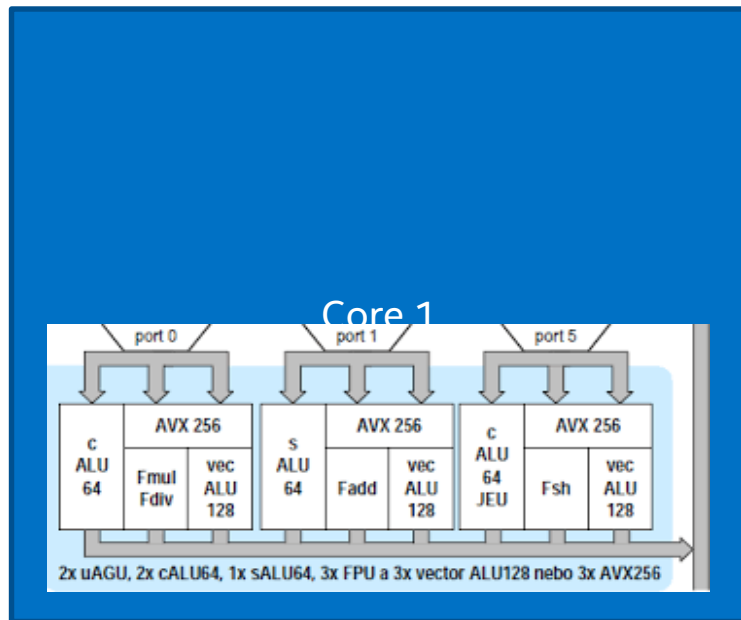 Core 1
port 0 port 1 port 5
c ALU 64
AVX 256
Fmul Fdiv
vec ALU 128
s ALU 64
AVX 256
Fadd
vec ALU 128
c ALU 64 JEU
AVX 256
Fsh
vec ALU 128
2x uAGU, 2x cALU64, 1x sALU64, 3x FPU a 3x vector ALU128 nebo 3x AVX256